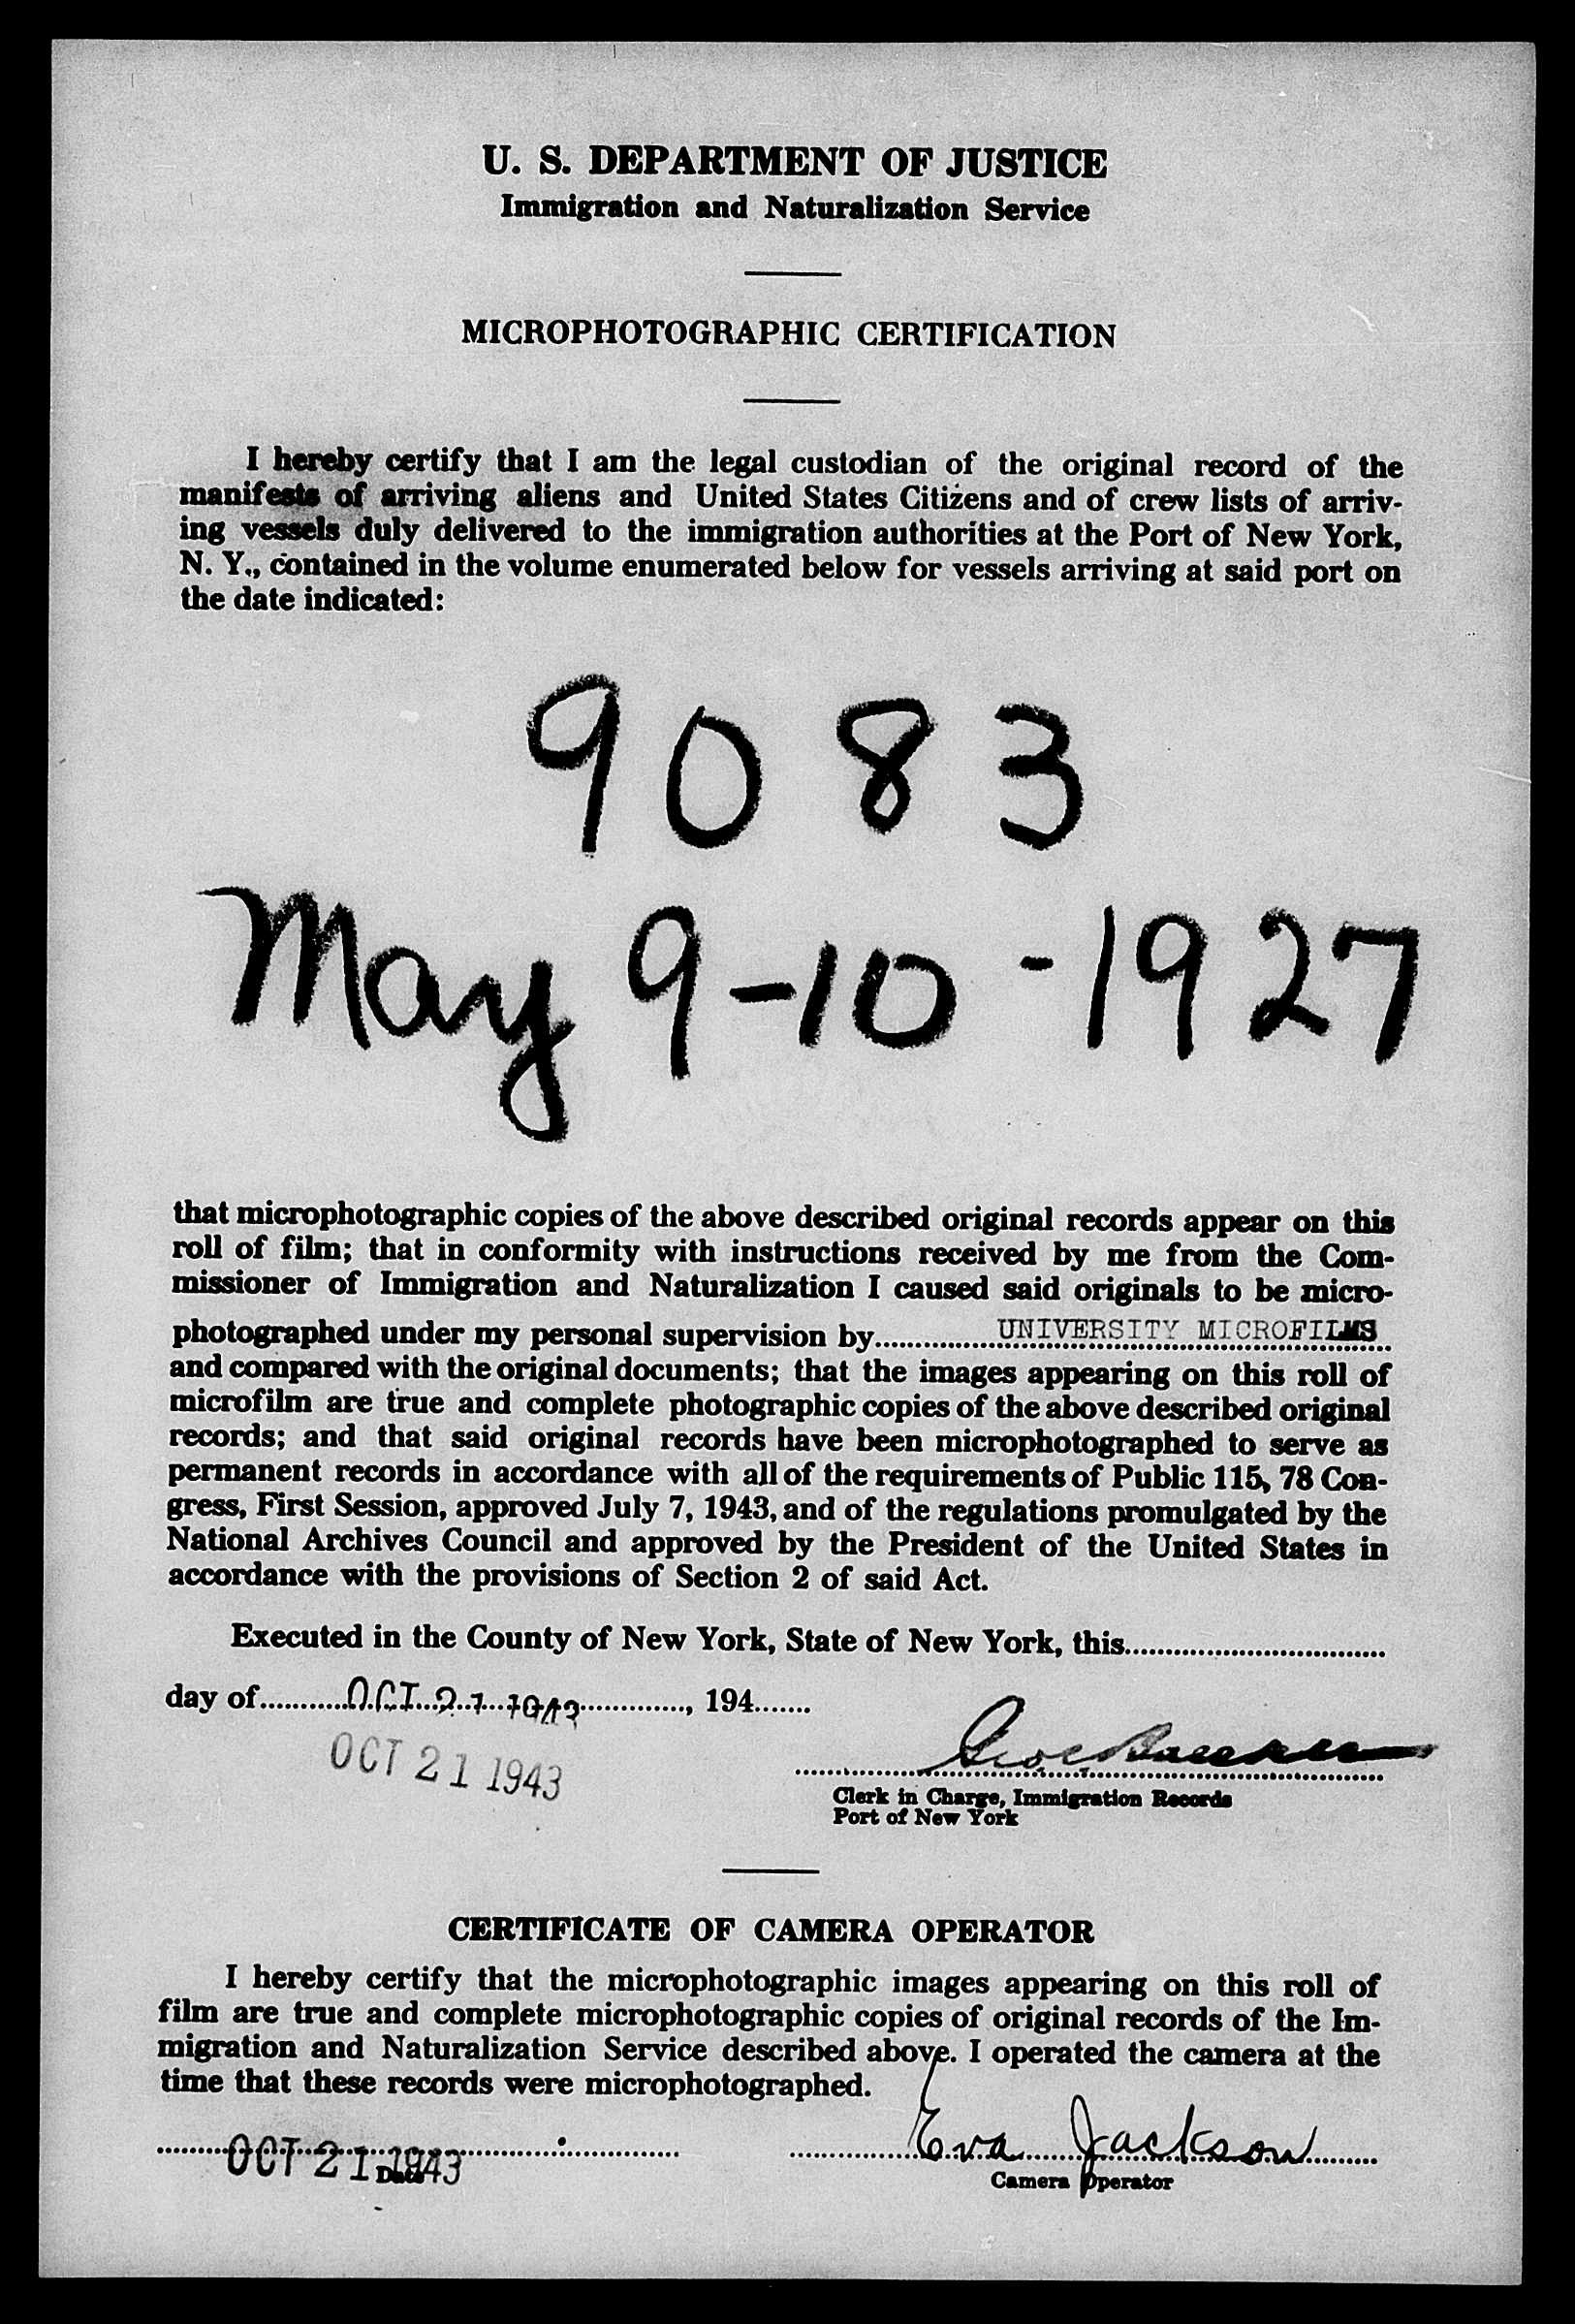 U. S. DEPARTMENT OF JUSTICE
Immigration and Naturalization Service
MICROPHOTOGRAPHIC CERTIFICATION
I hereby certify that I am the legal custodian of the original record of the
manifests of arriving aliens and United States Citizens and of crew lists of arriv-
ing vessels duly delivered to the immigration authorities at the Port of New York,
N. Y., contained in the volume enumerated below for vessels arriving at said port on
the date indicated:
9083
May 9-10-1927
that microphotographic copies of the above described original records appear on this
roll of film; that in conformity with instructions received by me from the Com-
missioner of Immigration and Naturalization I caused said originals to be micro-
photographed under my personal supervision by UNIVERSITY MICROFILMS
and compared with the original documents; that the images appearing on this roll of
microfilm are true and complete photographic copies of the above described original
records; and that said original records have been microphotographed to serve as
permanent records in accordance with all of the requirements of Public 115, 78 Con-
gress, First Session, approved July 7, 1943, and of the regulations promulgated by the
National Archives Council and approved by the President of the United States in
accordance with the provisions of Section 2 of said Act.
Executed in the County of New York, State of New York, this
day of OCT 21 1943, 194
OCT 21 1943
Clerk in Charge, Immigration Records
Port of New York
CERTIFICATE OF CAMERA OPERATOR
I hereby certify that the microphotographic images appearing on this roll of
film are true and complete microphotographic copies of original records of the Im-
migration and Naturalization Service described above. I operated the camera at the
time that these records were microphotographed.
OCT 21 1943 Eva Jackson
Date Camera Operator